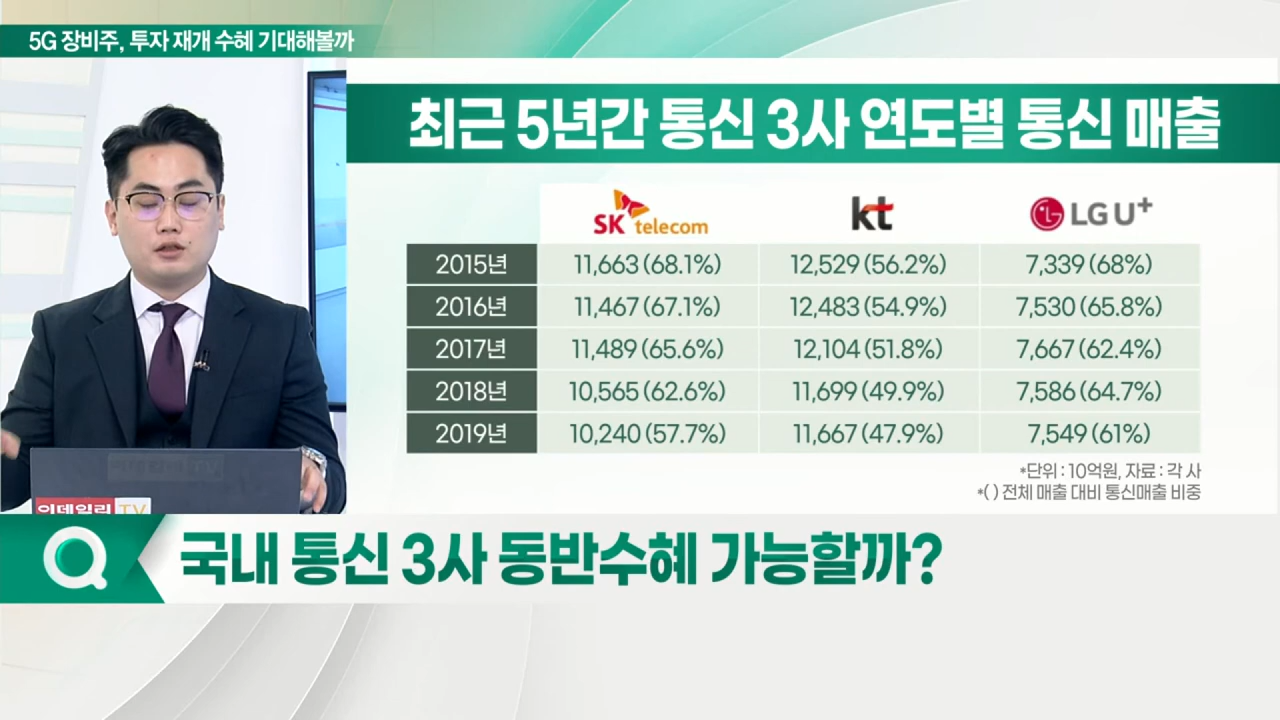 5G 장비주, 투자 재개 수혜 기대해볼까
최근 5년간 통신 3사 연도별 통신 매출
SK telecom kt LG U+
2015년 11,663 (68.1%) 12,529 (56.2%) 7,339 (68%)
2016년 11,467 (67.1%) 12,483 (54.9%) 7,530 (65.8%)
2017년 11,489 (65.6%) 12,104 (51.8%) 7,667 (62.4%)
2018년 10,565 (62.6%) 11,699 (49.9%) 7,586 (64.7%)
2019년 10,240 (57.7%) 11,667 (47.9%) 7,549 (61%)
*단위 : 10억원, 자료 : 각 사
*( ) 전체 매출 대비 통신매출 비중
이데일리 TV
Q 국내 통신 3사 동반수혜 가능할까?